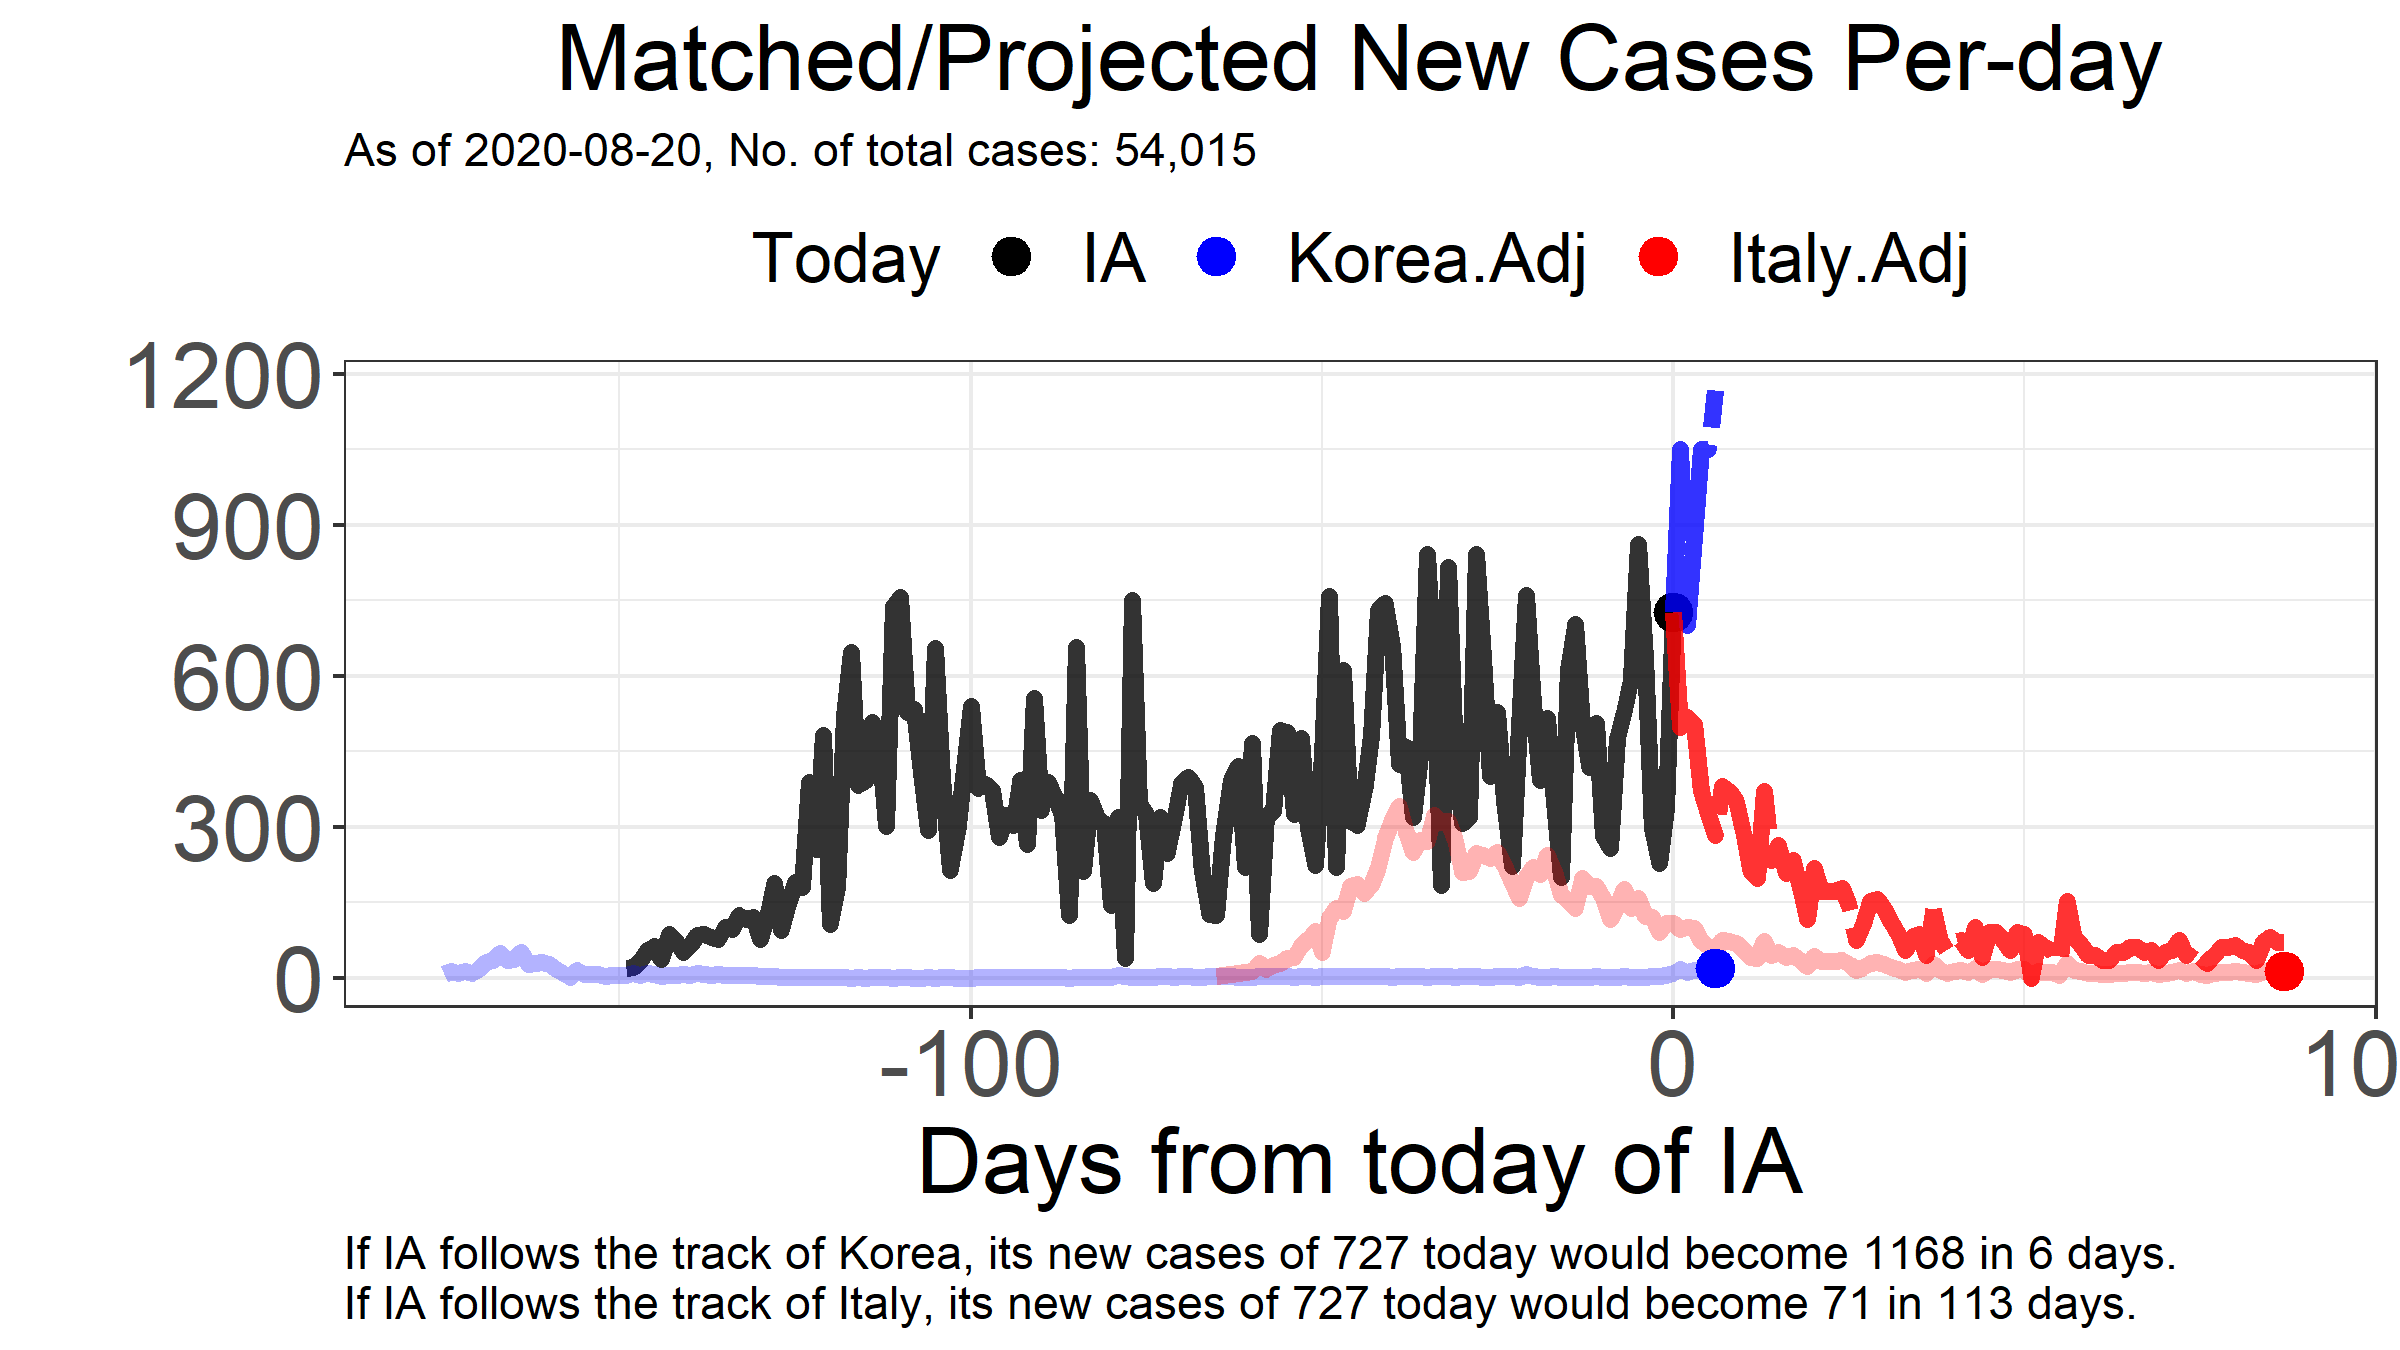 Matched/Projected New Cases Per-day
As of 2020-08-20, No. of total cases: 54,015
Today IA Korea.Adj Italy.Adj
1200
900
600
300
0
-100 0 10
Days from today of IA
If IA follows the track of Korea, its new cases of 727 today would become 1168 in 6 days.
If IA follows the track of Italy, its new cases of 727 today would become 71 in 113 days.